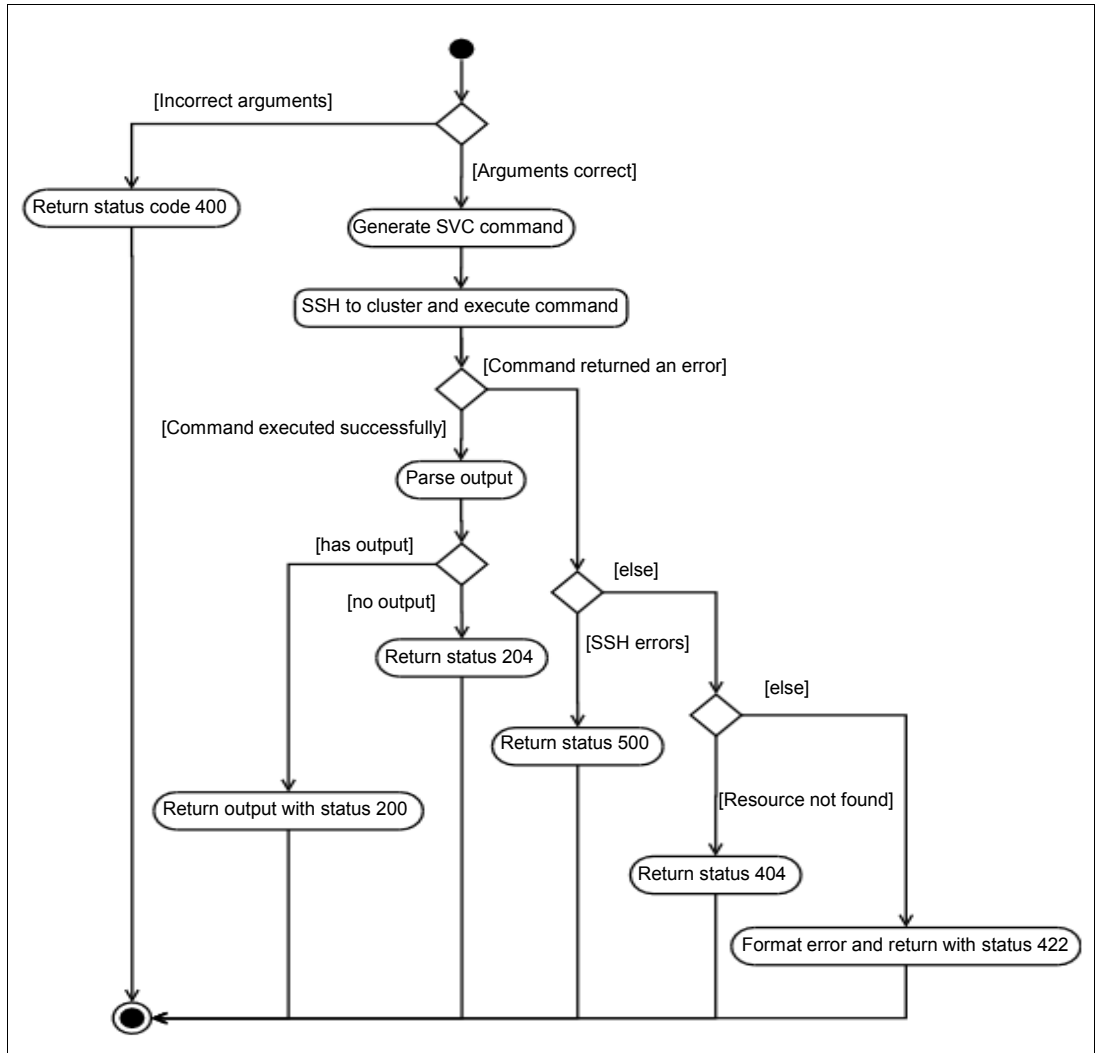 [Incorrect arguments]
[Arguments correct]
Return status code 400
Generate SVC command
SSH to cluster and execute command
[Command returned an error]
[Command executed successfully]
Parse output
[has output]
[else]
[no output]
[SSH errors]
Return status 204
[else]
Return status 500
[Resource not found]
Return output with status 200
Return status 404
Format error and return with status 422